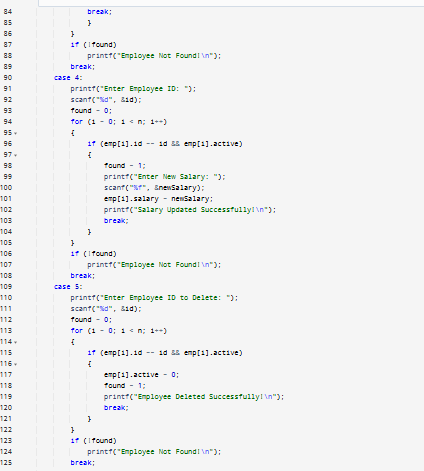 84 break;
85 }
86 }
87 if (!found)
88 printf("Employee Not Found!\n");
89 break;
90 case 4:
91 printf("Enter Employee ID: ");
92 scanf("%d", &id);
93 found = 0;
94 for (i = 0; i < n; i++)
95 {
96 if (emp[i].id == id && emp[i].active)
97 {
98 found = 1;
99 printf("Enter New Salary: ");
100 scanf("%f", &newSalary);
101 emp[i].salary = newSalary;
102 printf("Salary Updated Successfully!\n");
103 break;
104 }
105 }
106 if (!found)
107 printf("Employee Not Found!\n");
108 break;
109 case 5:
110 printf("Enter Employee ID to Delete: ");
111 scanf("%d", &id);
112 found = 0;
113 for (i = 0; i < n; i++)
114 {
115 if (emp[i].id == id && emp[i].active)
116 {
117 emp[i].active = 0;
118 found = 1;
119 printf("Employee Deleted Successfully!\n");
120 break;
121 }
122 }
123 if (!found)
124 printf("Employee Not Found!\n");
125 break;